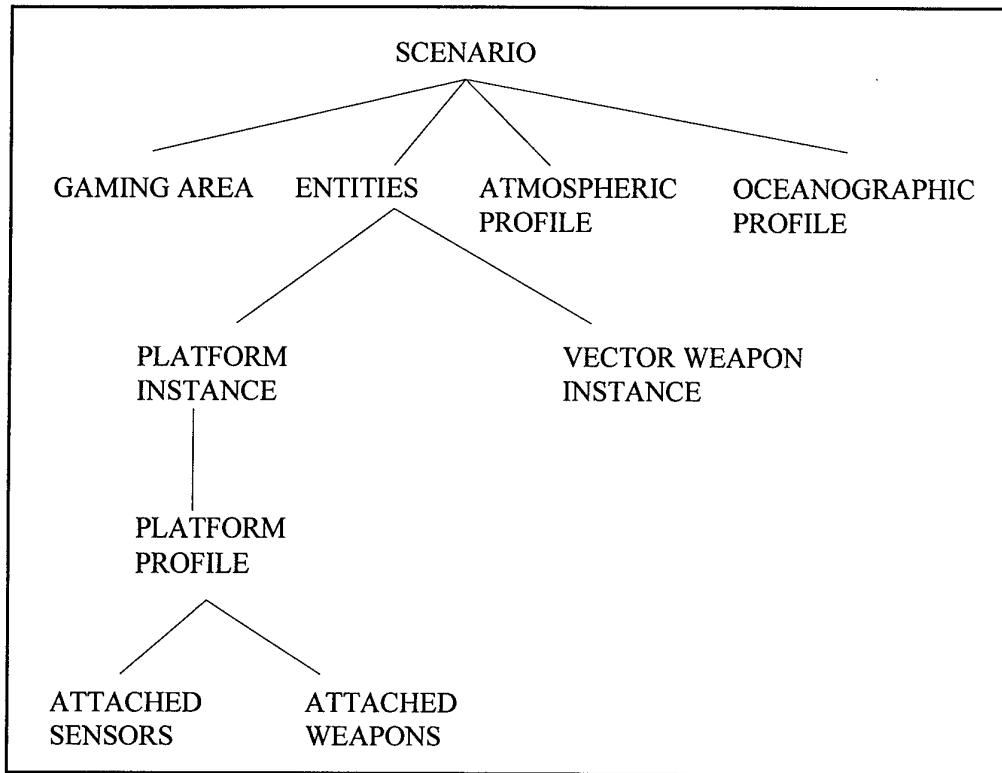 SCENARIO
GAMING AREA
ENTITIES
ATMOSPHERIC
PROFILE
OCEANOGRAPHIC
PROFILE
PLATFORM
INSTANCE
VECTOR WEAPON
INSTANCE
PLATFORM
PROFILE
ATTACHED
SENSORS
ATTACHED
WEAPONS